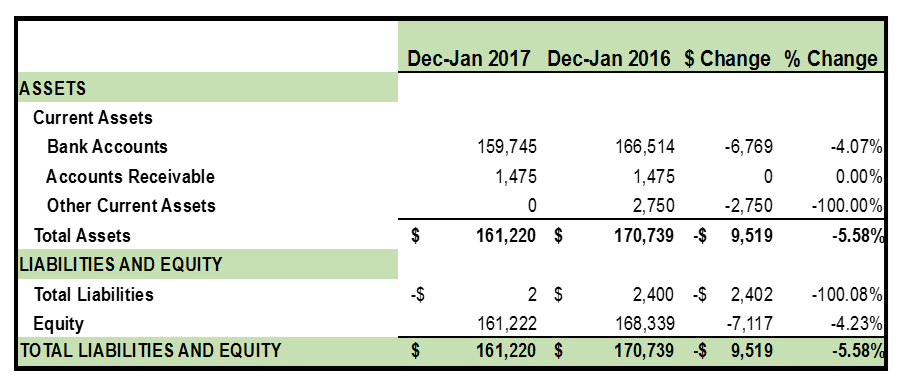 Dec-Jan 2017 Dec-Jan 2016 $ Change % Change
ASSETS
Current Assets
Bank Accounts 159,745 166,514 -6,769 -4.07%
Accounts Receivable 1,475 1,475 0 0.00%
Other Current Assets 0 2,750 -2,750 -100.00%
Total Assets $ 161,220 $ 170,739 -$ 9,519 -5.58%
LIABILITIES AND EQUITY
Total Liabilities -$ 2 $ 2,400 -$ 2,402 -100.08%
Equity 161,222 168,339 -7,117 -4.23%
TOTAL LIABILITIES AND EQUITY $ 161,220 $ 170,739 -$ 9,519 -5.58%